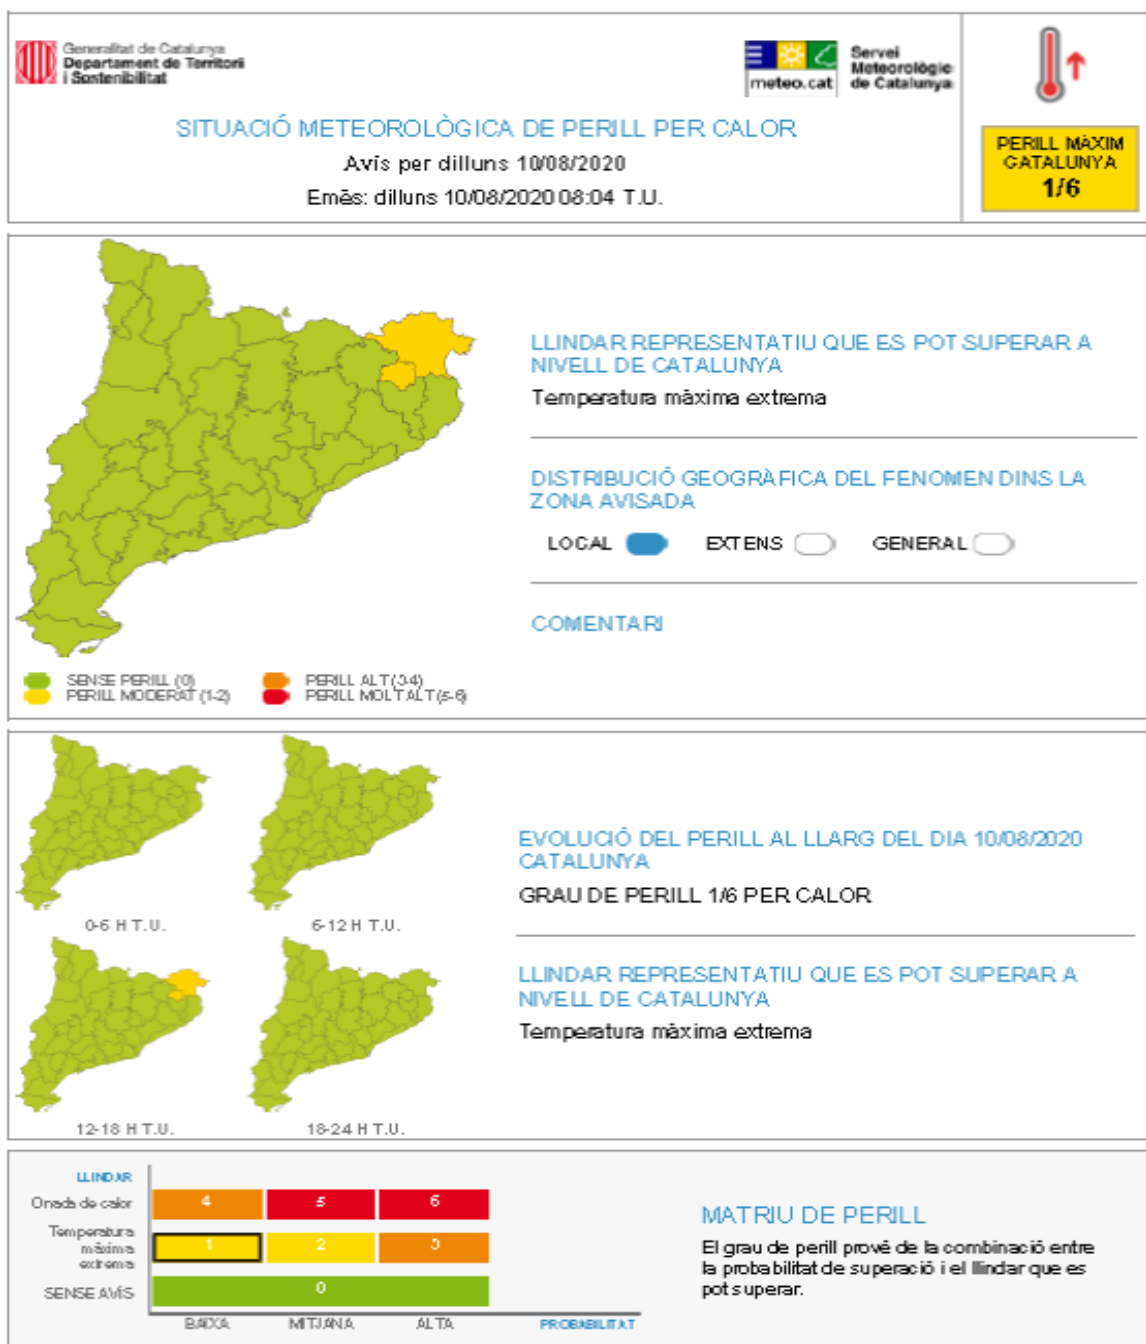 Generalitat de Catalunya
Departament de Territori
i Sostenibilitat
meteo.cat
Servei
Meteorològic
de Catalunya
SITUACIÓ METEOROLÒGICA DE PERILL PER CALOR
Avís per dilluns 10/08/2020
Emès: dilluns 10/08/2020 08:04 T.U.
PERILL MÀXIM
CATALUNYA
1/6
LLINDAR REPRESENTATIU QUE ES POT SUPERAR A
NIVELL DE CATALUNYA
Temperatura màxima extrema
DISTRIBUCIÓ GEOGRÀFICA DEL FENOMEN DINS LA
ZONA AVISADA
LOCAL EXTENS GENERAL
COMENTARI
SENSE PERILL (0) PERILL ALT (3-4)
PERILL MODERAT (1-2) PERILL MOLT ALT (5-6)
0-6 H T.U. 6-12 H T.U.
12-18 H T.U. 18-24 H T.U.
EVOLUCIÓ DEL PERILL AL LLARG DEL DIA 10/08/2020
CATALUNYA
GRAU DE PERILL 1/6 PER CALOR
LLINDAR REPRESENTATIU QUE ES POT SUPERAR A
NIVELL DE CATALUNYA
Temperatura màxima extrema
LLINDAR
Onada de calor 4 5 6
Temperatura
màxima
extrema
1 2 3
SENSE AVÍS 0
BAIXA MITJANA ALTA PROBABILITAT
MATRIU DE PERILL
El grau de perill prové de la combinació entre
la probabilitat de superació i el llindar que es
pot superar.